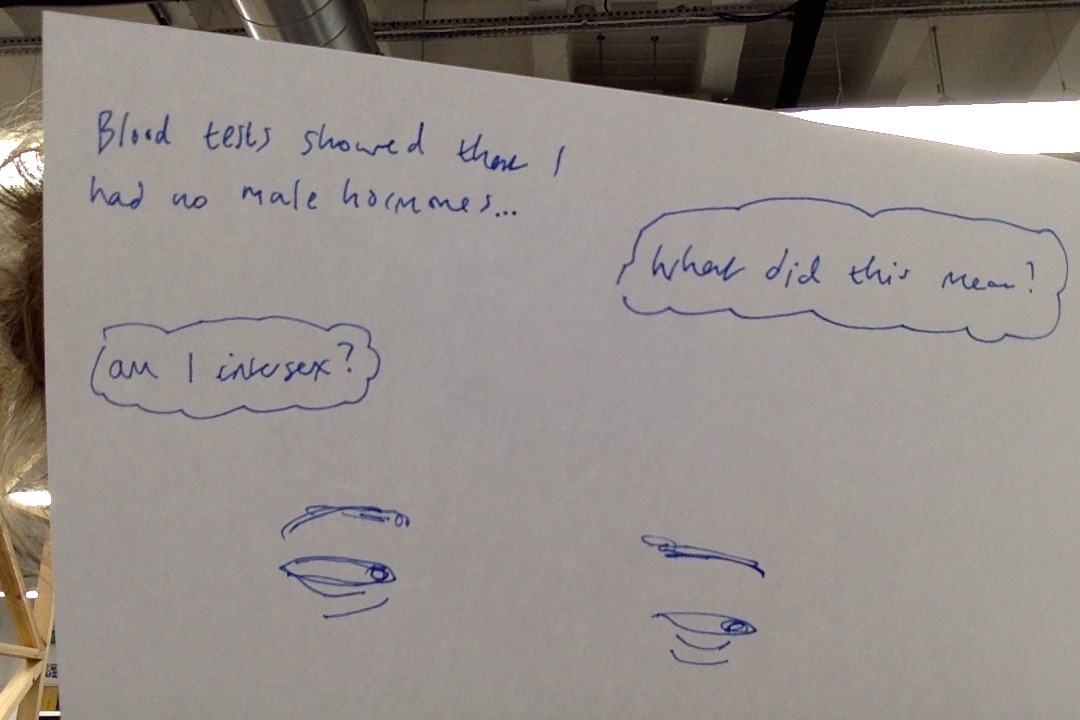 Blood tests showed that I
had no male hormones...
What did this mean?
am I intersex?